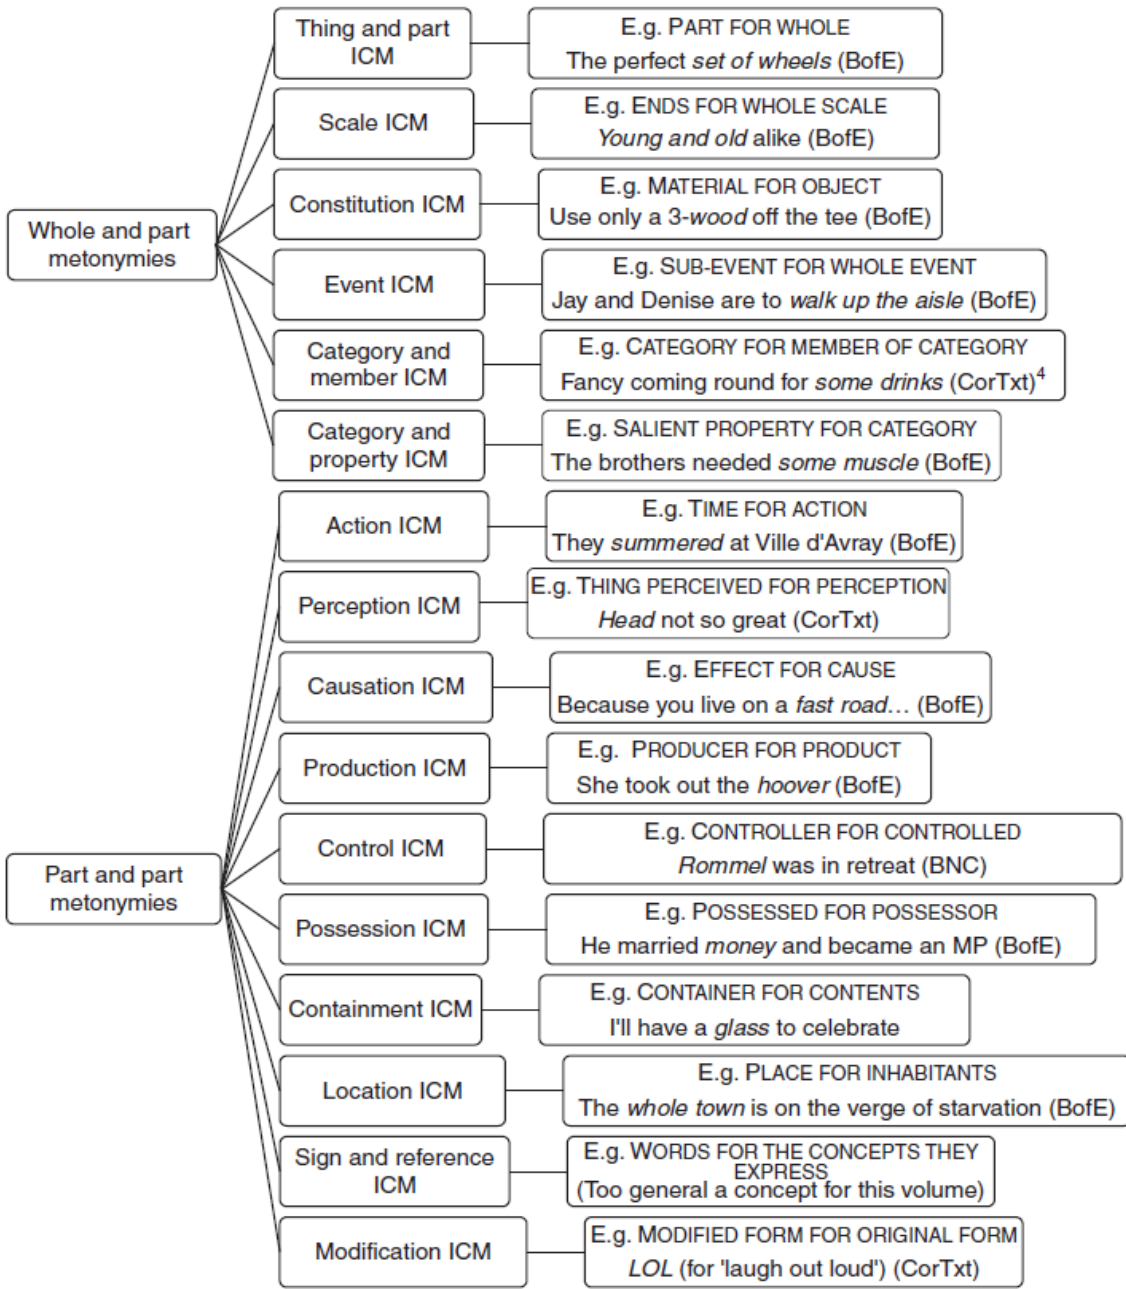 Whole and part
metonymies
Thing and part
ICM
E.g. PART FOR WHOLE
The perfect set of wheels (BofE)
Scale ICM
E.g. ENDS FOR WHOLE SCALE
Young and old alike (BofE)
Constitution ICM
E.g. MATERIAL FOR OBJECT
Use only a 3-wood off the tee (BofE)
Event ICM
E.g. SUB-EVENT FOR WHOLE EVENT
Jay and Denise are to walk up the aisle (BofE)
Category and
member ICM
E.g. CATEGORY FOR MEMBER OF CATEGORY
Fancy coming round for some drinks (CorTxt)4
Category and
property ICM
E.g. SALIENT PROPERTY FOR CATEGORY
The brothers needed some muscle (BofE)
Part and part
metonymies
Action ICM
E.g. TIME FOR ACTION
They summered at Ville d'Avray (BofE)
Perception ICM
E.g. THING PERCEIVED FOR PERCEPTION
Head not so great (CorTxt)
Causation ICM
E.g. EFFECT FOR CAUSE
Because you live on a fast road… (BofE)
Production ICM
E.g. PRODUCER FOR PRODUCT
She took out the hoover (BofE)
Control ICM
E.g. CONTROLLER FOR CONTROLLED
Rommel was in retreat (BNC)
Possession ICM
E.g. POSSESSED FOR POSSESSOR
He married money and became an MP (BofE)
Containment ICM
E.g. CONTAINER FOR CONTENTS
I'll have a glass to celebrate
Location ICM
E.g. PLACE FOR INHABITANTS
The whole town is on the verge of starvation (BofE)
Sign and reference
ICM
E.g. WORDS FOR THE CONCEPTS THEY
EXPRESS
(Too general a concept for this volume)
Modification ICM
E.g. MODIFIED FORM FOR ORIGINAL FORM
LOL (for 'laugh out loud') (CorTxt)